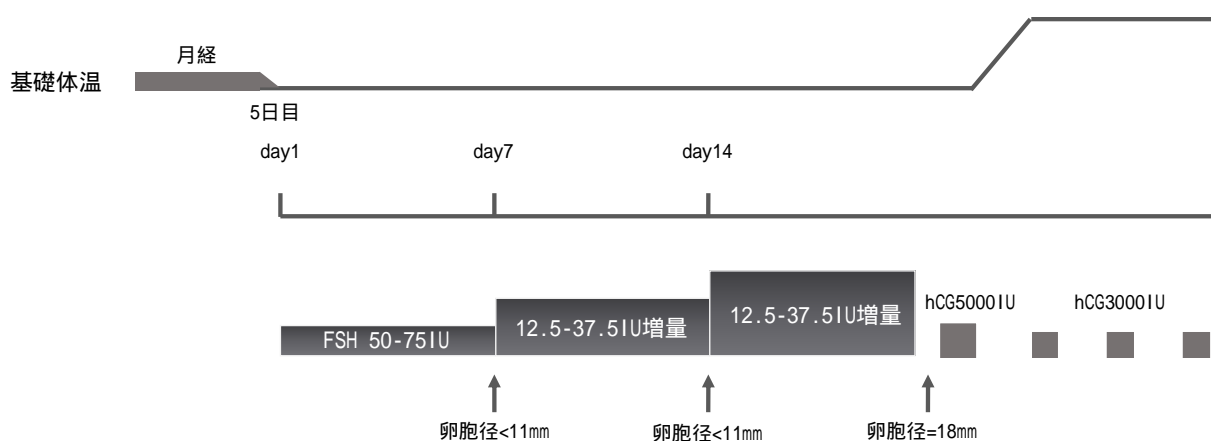 月経
基礎体温
5日目
day1 day7 day14
hCG5000IU hCG3000IU
FSH 50-75IU 12.5-37.5IU増量 12.5-37.5IU増量
卵胞径<11mm 卵胞径<11mm 卵胞径=18mm